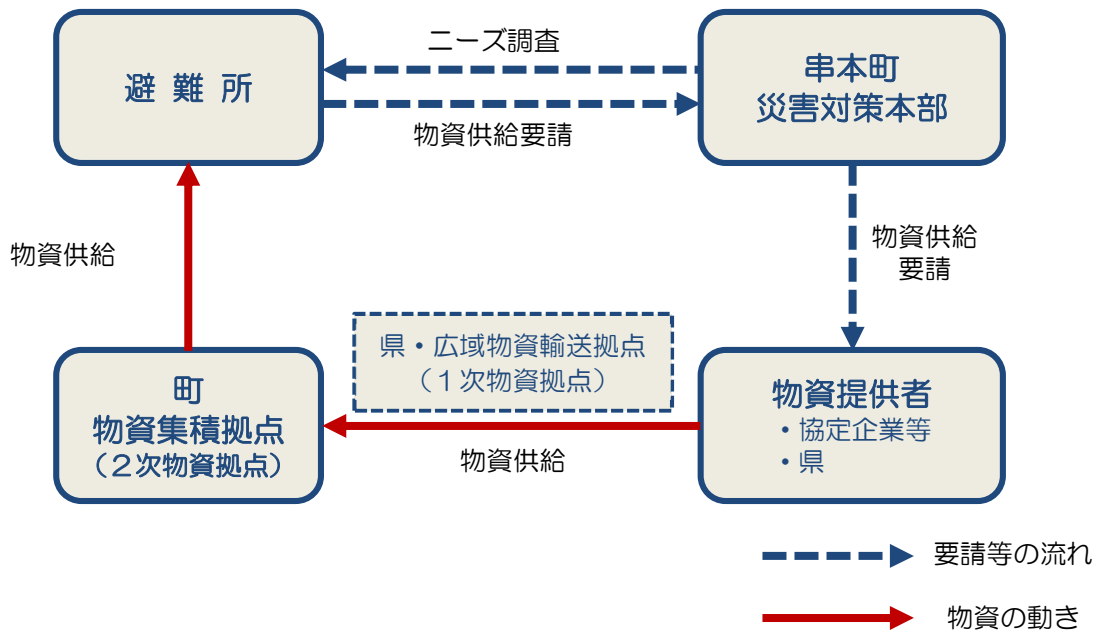 避難所
ニーズ調査
物資供給要請
串本町
災害対策本部
物資供給
物資供給
要請
県・広域物資輸送拠点
（１次物資拠点）
町
物資集積拠点
（２次物資拠点）
物資供給
物資提供者
・協定企業等
・県
要請等の流れ
物資の動き